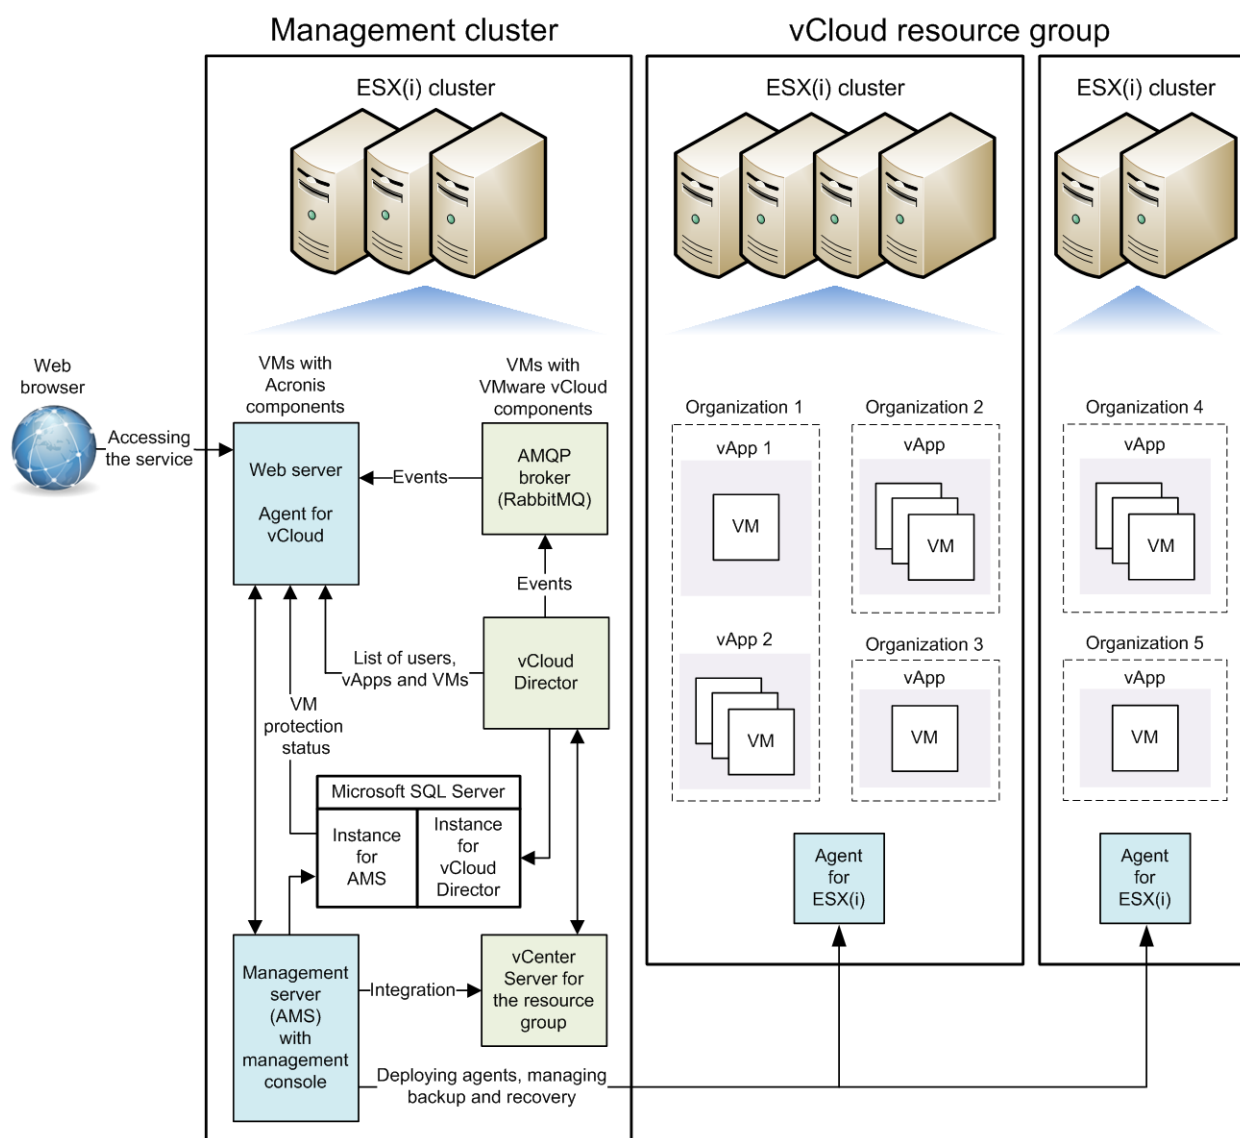 Management cluster
vCloud resource group
ESX(i) cluster
ESX(i) cluster
ESX(i) cluster
Web
browser
Accessing
the service
VMs with
Acronis
components
VMs with
VMware vCloud
components
Web server
Agent for
vCloud
Events
AMQP
broker
(RabbitMQ)
Events
List of users,
vApps and VMs
vCloud
Director
VM
protection
status
Microsoft SQL Server
Instance
for
AMS
Instance
for
vCloud
Director
Management
server
(AMS)
with
management
console
Integration
vCenter
Server for
the resource
group
Deploying agents, managing
backup and recovery
Organization 1
vApp 1
VM
vApp 2
VM
Organization 2
vApp
VM
Organization 3
vApp
VM
Agent
for
ESX(i)
Organization 4
vApp
VM
Organization 5
vApp
VM
Agent
for
ESX(i)